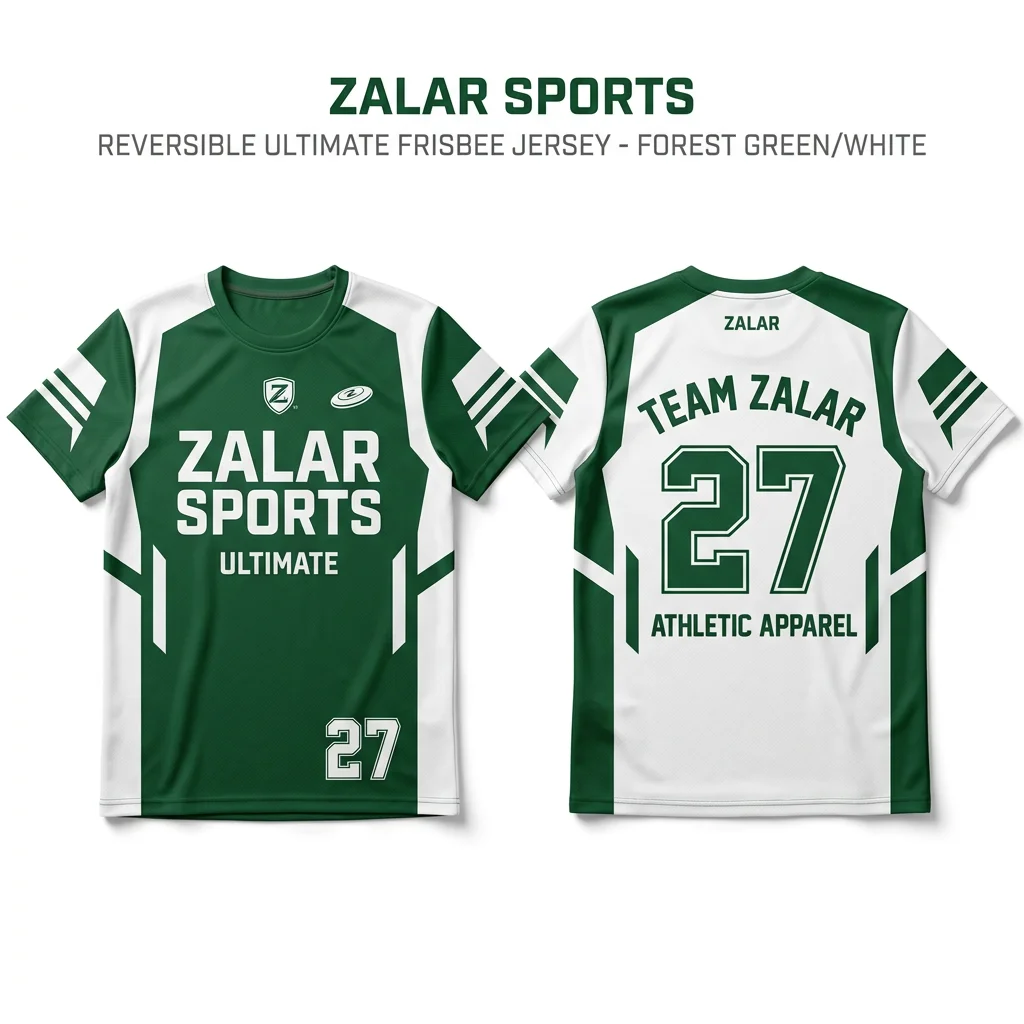 ZALAR SPORTS
REVERSIBLE ULTIMATE FRISBEE JERSEY - FOREST GREEN/WHITE
Z
ZALAR
SPORTS
ULTIMATE
27
ZALAR
TEAM ZALAR
27
ATHLETIC APPAREL